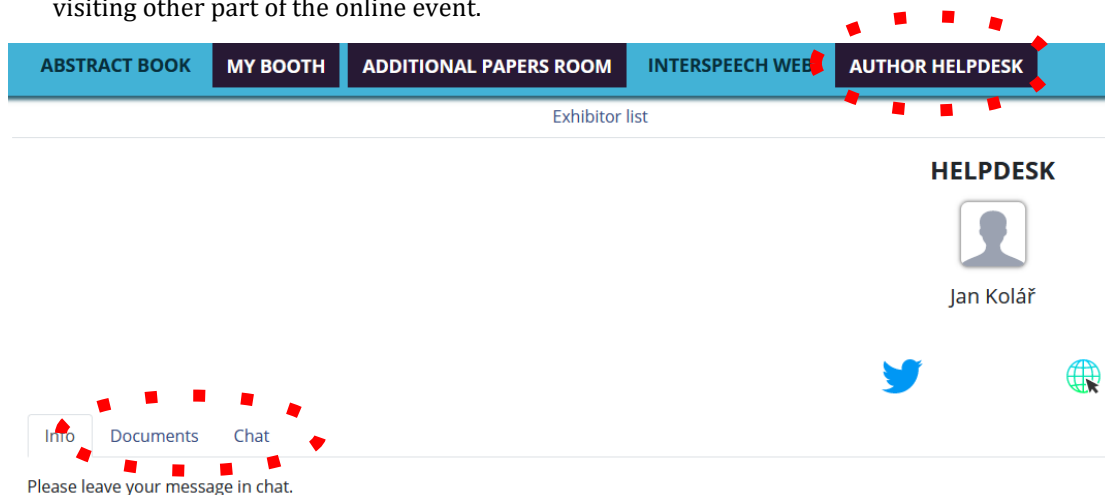 visiting other part of the online event.
ABSTRACT BOOK MY BOOTH ADDITIONAL PAPERS ROOM INTERSPEECH WEB AUTHOR HELPDESK
Exhibitor list
HELPDESK
Jan Kolář
Info Documents Chat
Please leave your message in chat.